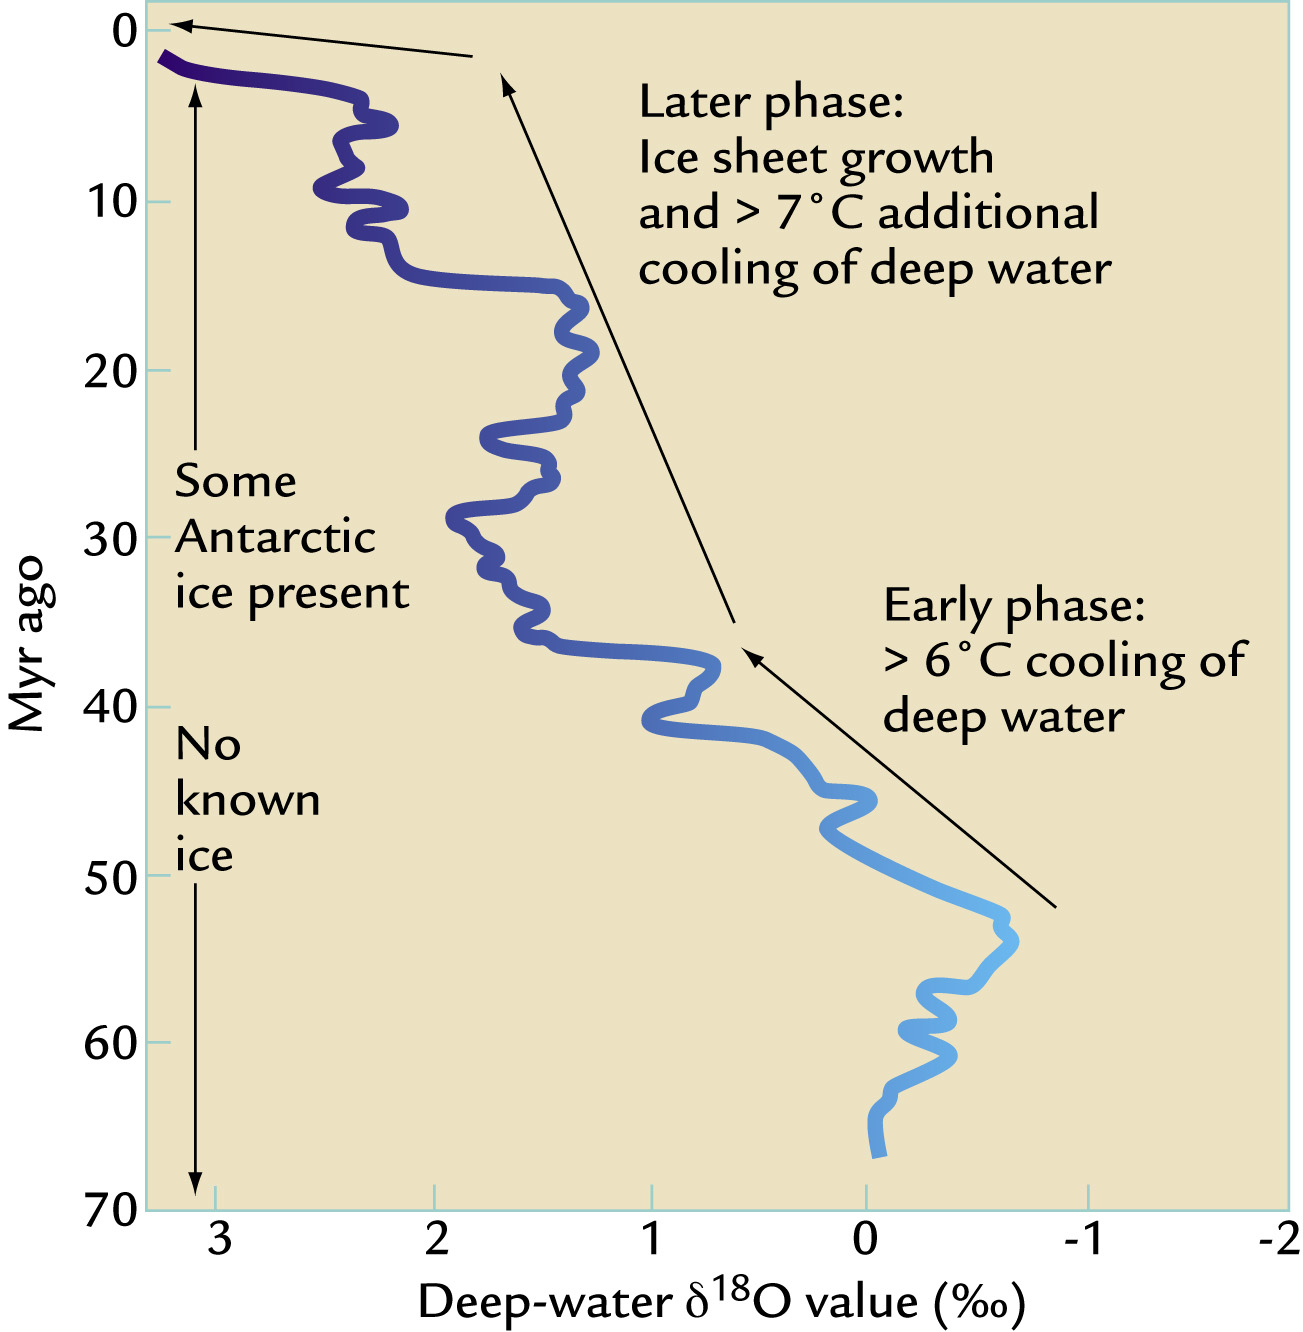 0
10
20
30
40
50
60
70
Myr ago
Later phase:
Ice sheet growth
and > 7°C additional
cooling of deep water
Some
Antarctic
ice present
Early phase:
> 6°C cooling of
deep water
No
known
ice
3 2 1 0 -1 -2
Deep-water δ¹⁸O value (‰)